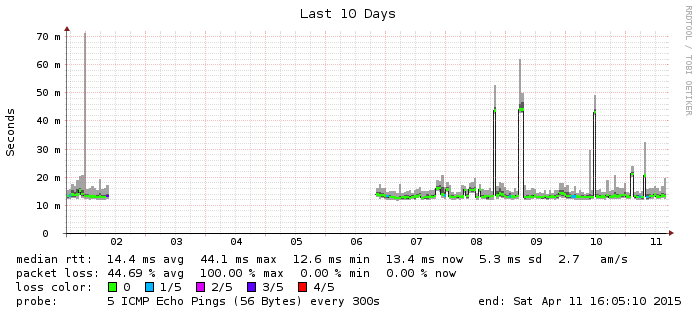 Last 10 Days
RRDTOOL / TOBI OETIKER
Seconds
70 m
60 m
50 m
40 m
30 m
20 m
10 m
0
02 03 04 05 06 07 08 09 10 11
median rtt: 14.4 ms avg 44.1 ms max 12.6 ms min 13.4 ms now 5.3 ms sd 2.7 am/s
packet loss: 44.69 % avg 100.00 % max 0.00 % min 0.00 % now
loss color: 0 1/5 2/5 3/5 4/5
probe: 5 ICMP Echo Pings (56 Bytes) every 300s end: Sat Apr 11 16:05:10 2015